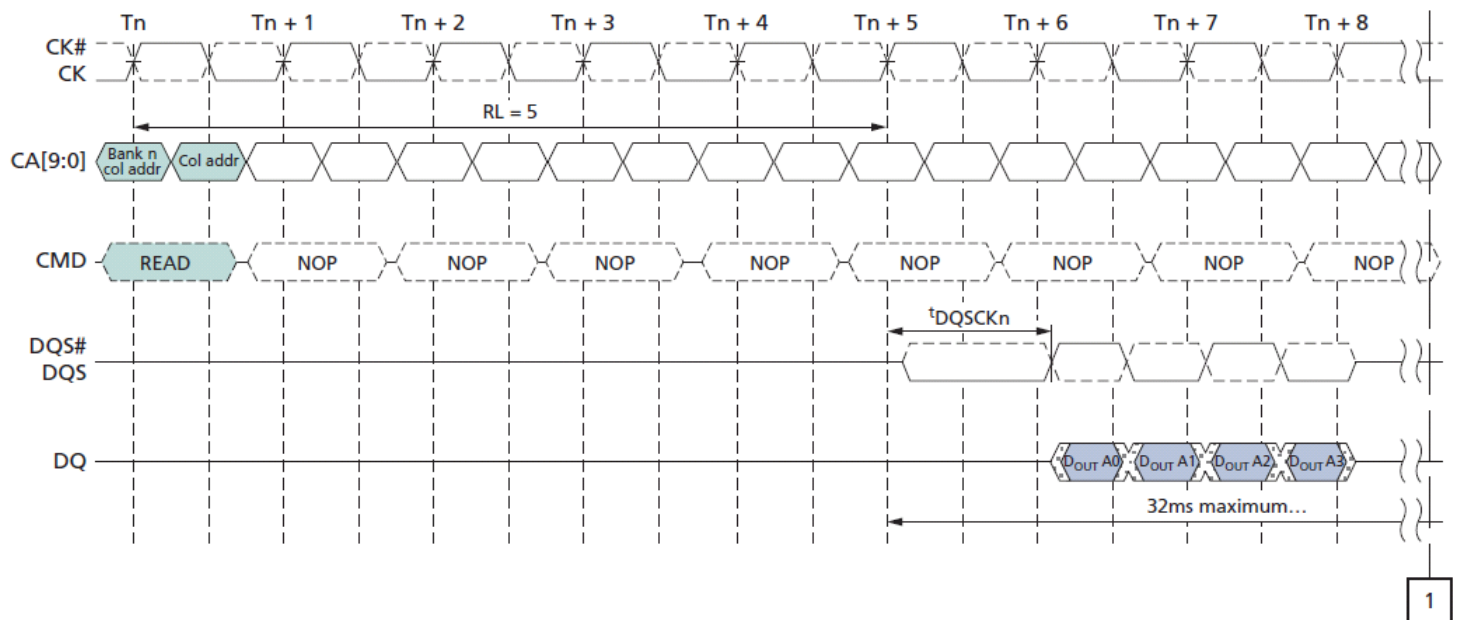 Tn Tn + 1 Tn + 2 Tn + 3 Tn + 4 Tn + 5 Tn + 6 Tn + 7 Tn + 8
CK#
CK
RL = 5
CA[9:0] Bank n col addr Col addr
CMD READ NOP NOP NOP NOP NOP NOP NOP NOP
tDQSCKn
DQS#
DQS
DQ DOUT A0 DOUT A1 DOUT A2 DOUT A3
32ms maximum…
1